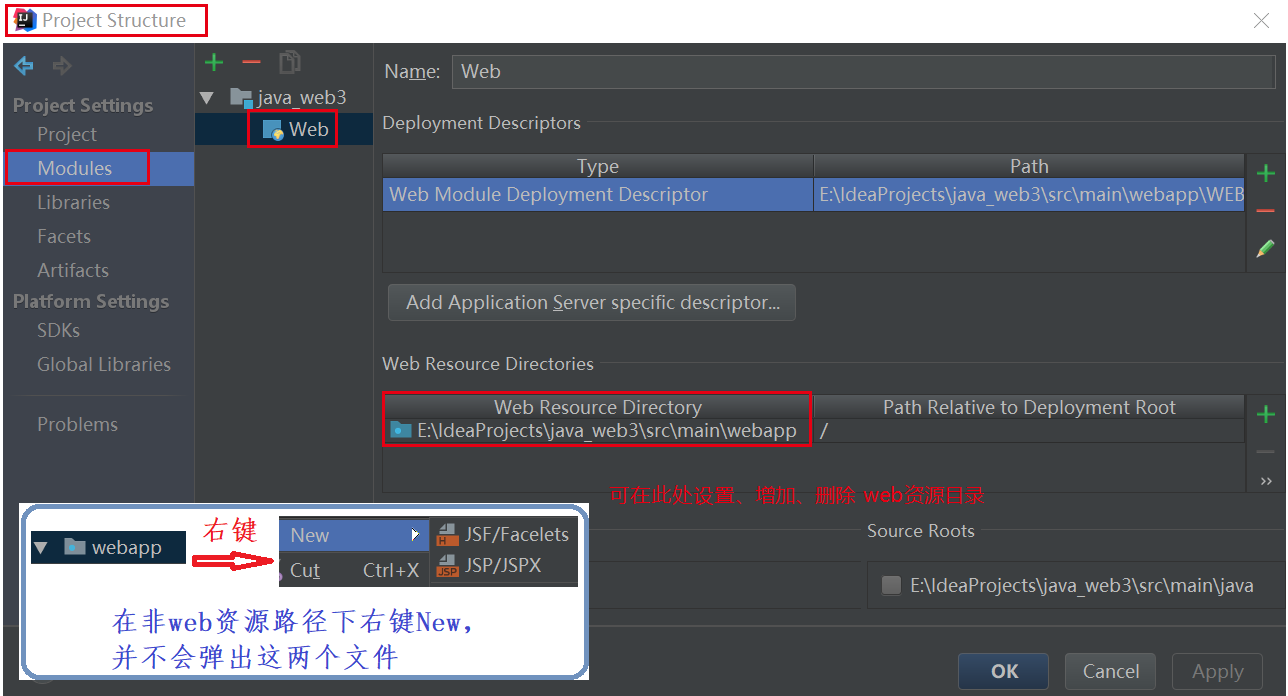 Project Structure
Project Settings
Project
Modules
Libraries
Facets
Artifacts
Platform Settings
SDKs
Global Libraries
Problems
java_web3
Web
Name: Web
Deployment Descriptors
Type Path
Web Module Deployment Descriptor E:\IdeaProjects\java_web3\src\main\webapp\WEB
Add Application Server specific descriptor...
Web Resource Directories
Web Resource Directory Path Relative to Deployment Root
E:\IdeaProjects\java_web3\src\main\webapp /
可在此处设置、增加、删除 web资源目录
Source Roots
E:\IdeaProjects\java_web3\src\main\java
webapp
右键
New
Cut Ctrl+X
JSF/Facelets
JSP/JSPX
在非web资源路径下右键New,
并不会弹出这两个文件
OK Cancel Apply